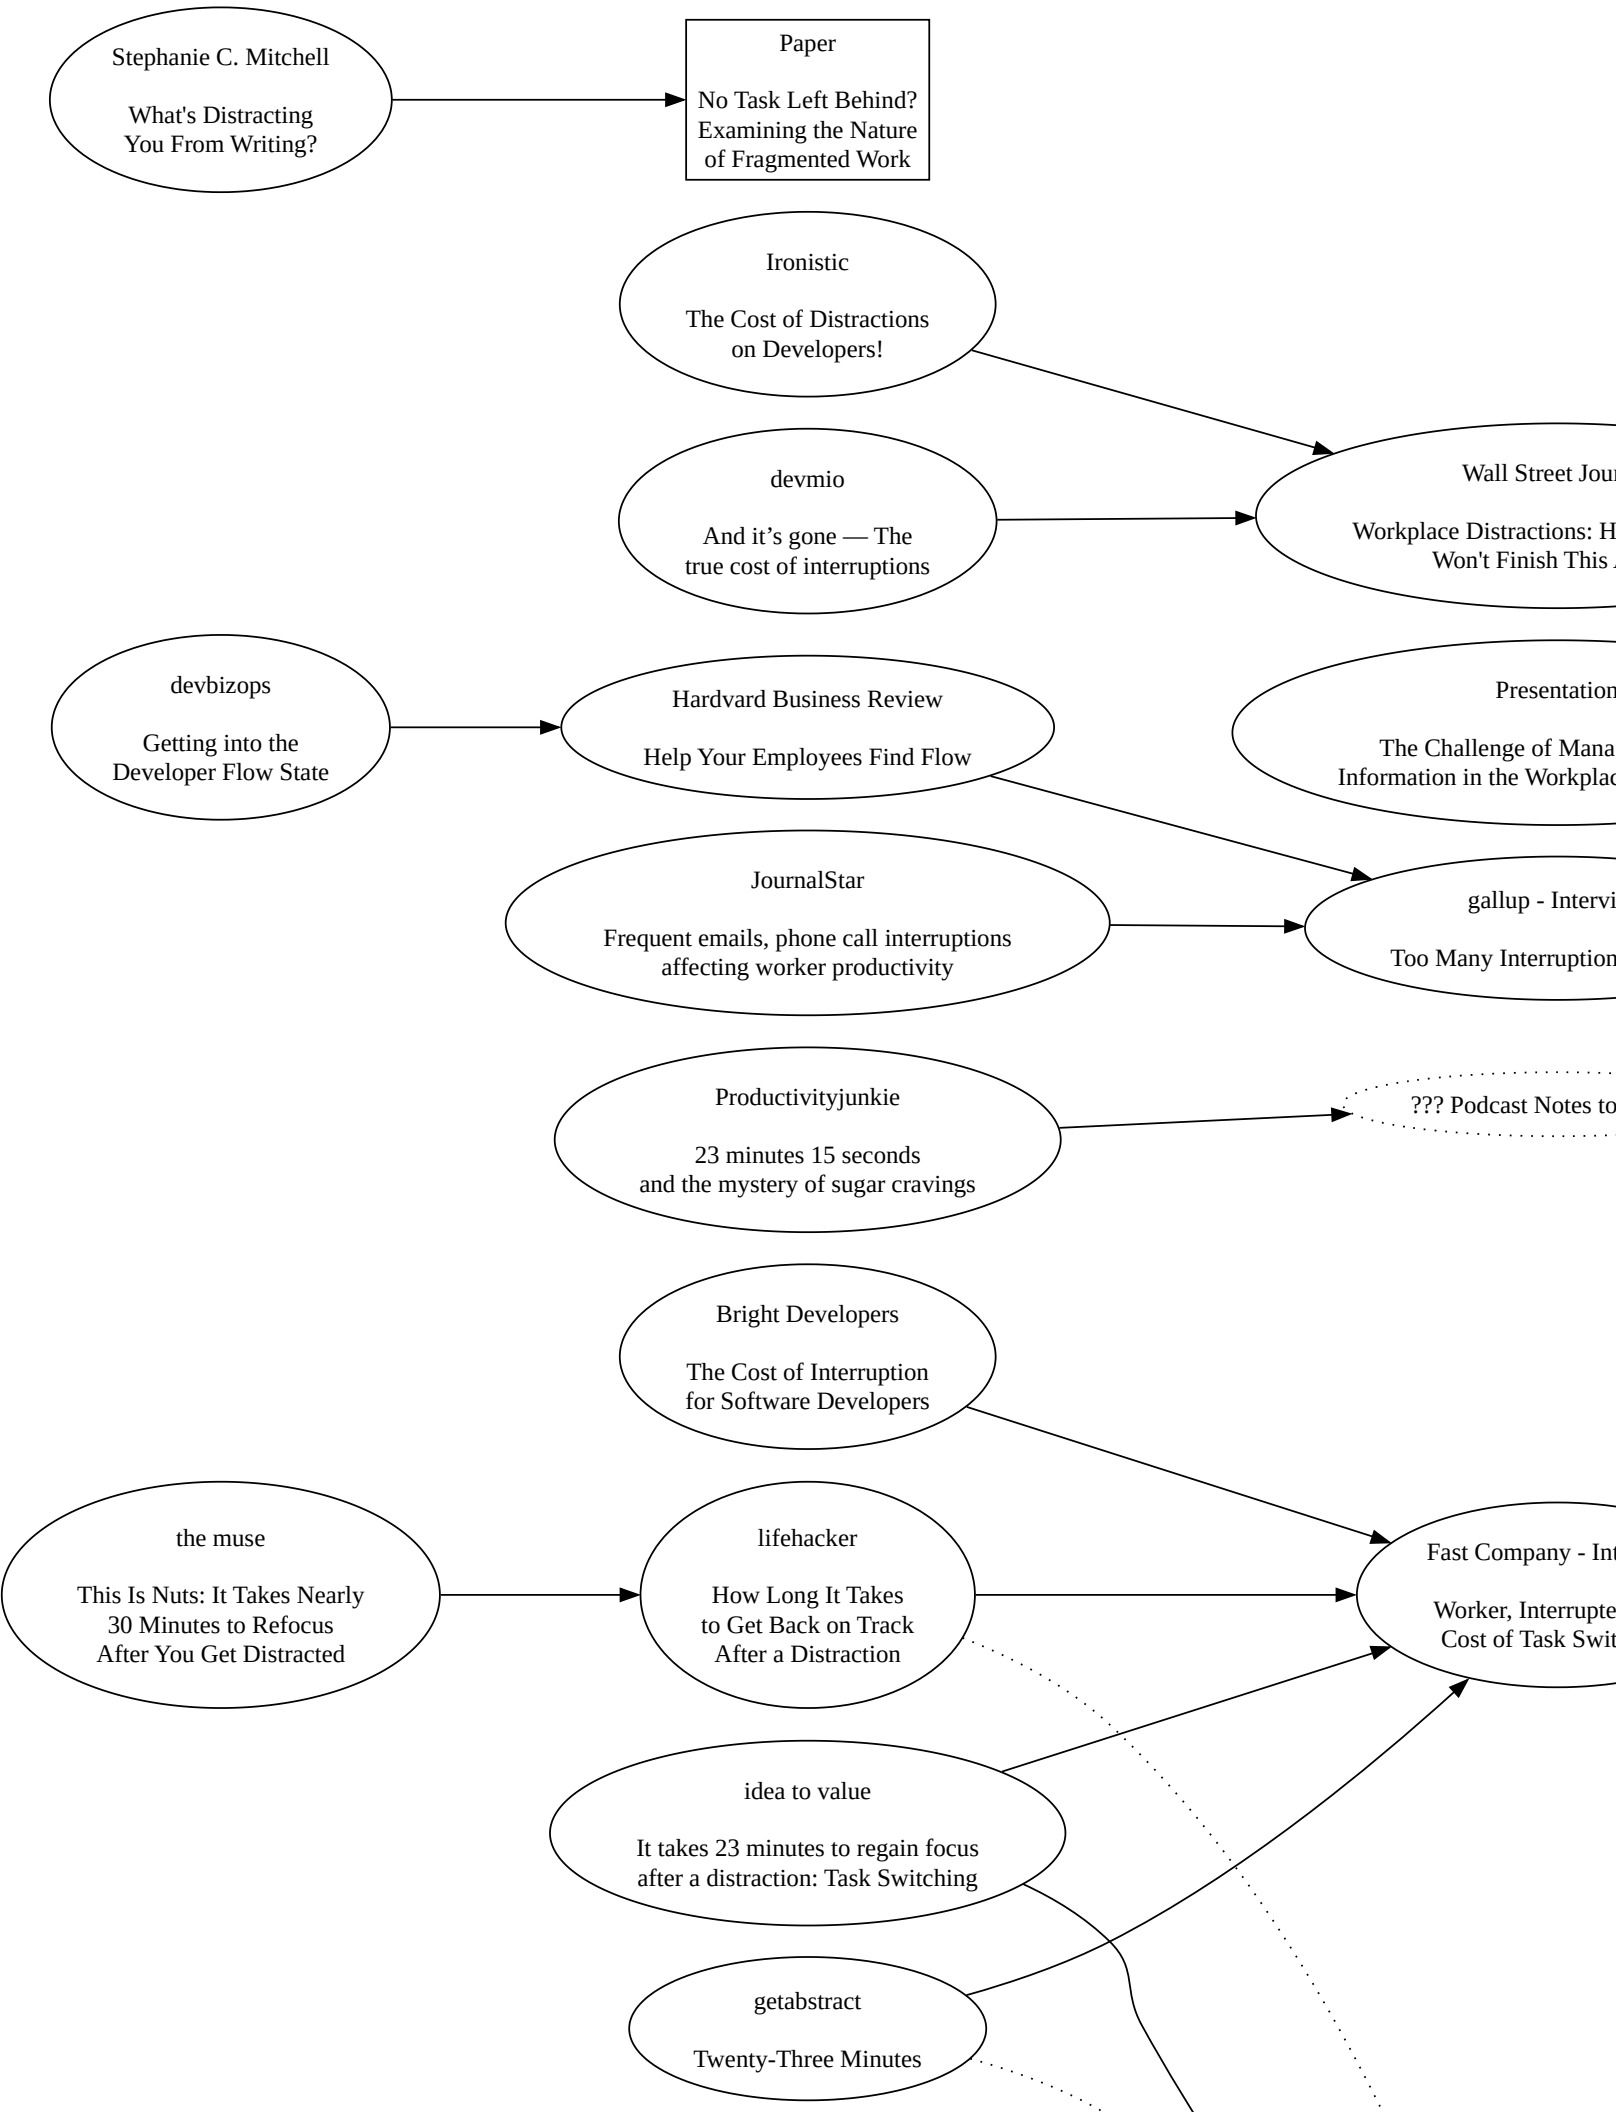 Stephanie C. Mitchell
What's Distracting
You From Writing?
Paper
No Task Left Behind?
Examining the Nature
of Fragmented Work
Ironistic
The Cost of Distractions
on Developers!
devmio
And it’s gone — The
true cost of interruptions
Wall Street Jour
Workplace Distractions: H
Won't Finish This
devbizops
Getting into the
Developer Flow State
Hardvard Business Review
Help Your Employees Find Flow
Presentation
The Challenge of Mana
Information in the Workplac
JournalStar
Frequent emails, phone call interruptions
affecting worker productivity
gallup - Intervi
Too Many Interruption
Productivityjunkie
23 minutes 15 seconds
and the mystery of sugar cravings
??? Podcast Notes to
Bright Developers
The Cost of Interruption
for Software Developers
the muse
This Is Nuts: It Takes Nearly
30 Minutes to Refocus
After You Get Distracted
lifehacker
How Long It Takes
to Get Back on Track
After a Distraction
Fast Company - Int
Worker, Interrupte
Cost of Task Swit
idea to value
It takes 23 minutes to regain focus
after a distraction: Task Switching
getabstract
Twenty-Three Minutes